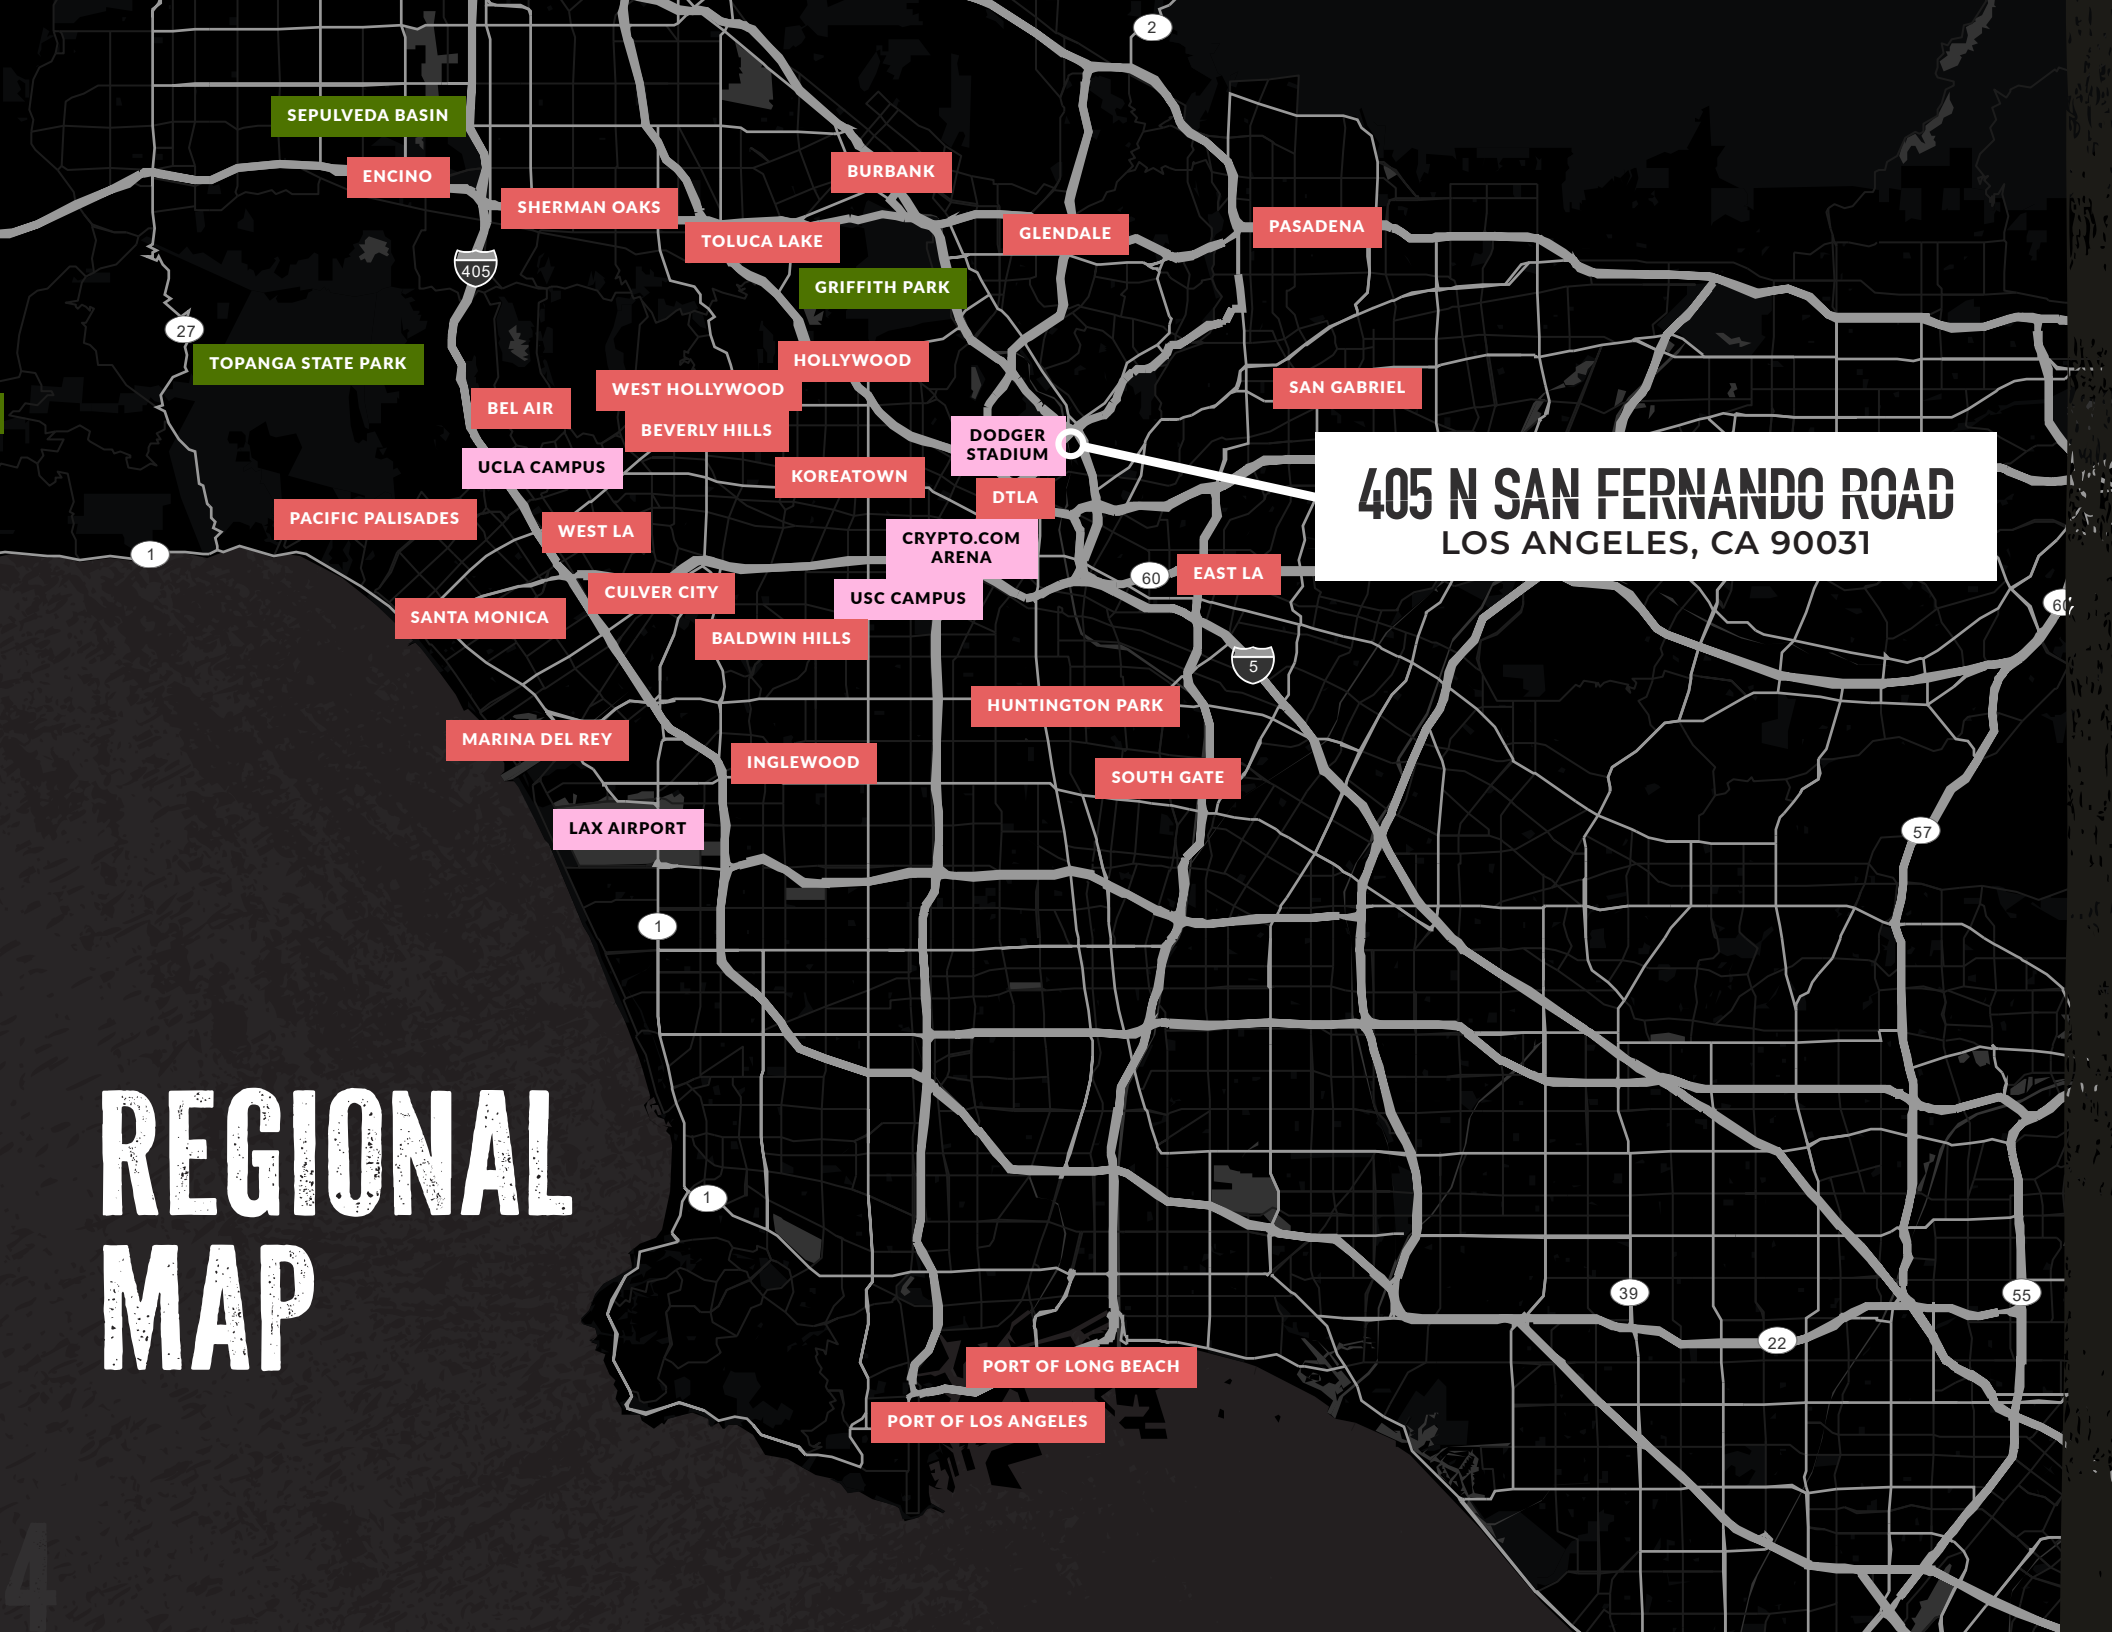 2
SEPULVEDA BASIN
ENCINO
BURBANK
SHERMAN OAKS
TOLUCA LAKE
GLENDALE
PASADENA
405
GRIFFITH PARK
27
TOPANGA STATE PARK
HOLLYWOOD
WEST HOLLYWOOD
SAN GABRIEL
BEL AIR
BEVERLY HILLS
DODGER
STADIUM
UCLA CAMPUS
KOREATOWN
DTLA
405 N SAN FERNANDO ROAD
LOS ANGELES, CA 90031
PACIFIC PALISADES
WEST LA
CRYPTO.COM
ARENA
1
60
EAST LA
CULVER CITY
USC CAMPUS
60
SANTA MONICA
BALDWIN HILLS
5
HUNTINGTON PARK
MARINA DEL REY
INGLEWOOD
SOUTH GATE
LAX AIRPORT
57
1
REGIONAL
MAP
1
39
55
22
PORT OF LONG BEACH
PORT OF LOS ANGELES
4